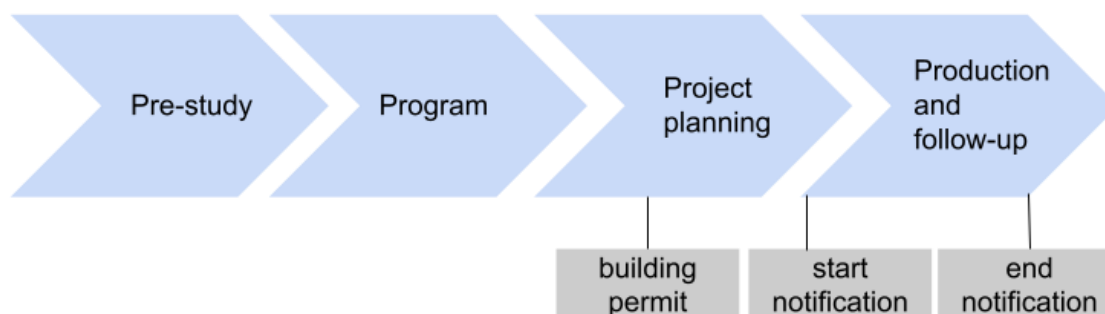 Pre-study
Program
Project
planning
Production
and
follow-up
building
permit
start
notification
end
notification